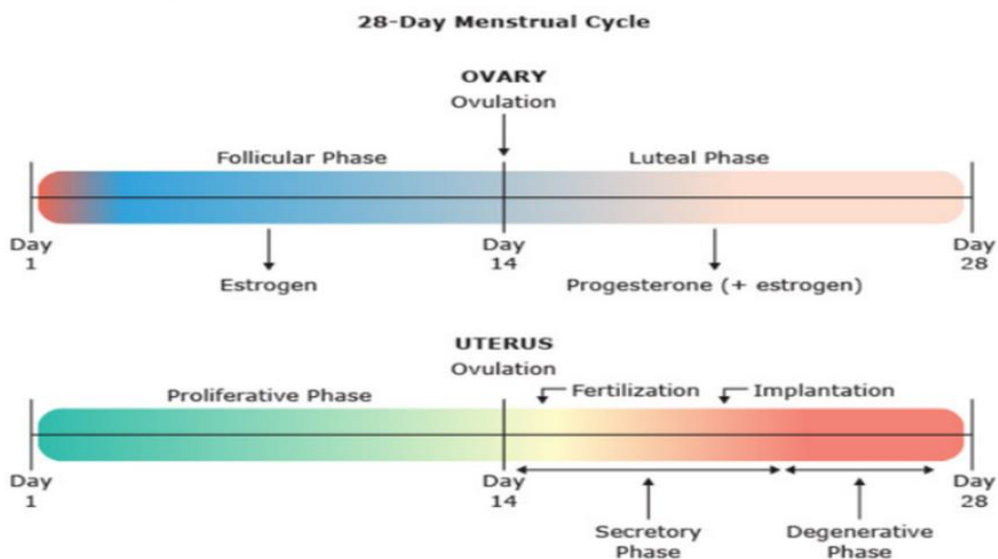 28-Day Menstrual Cycle
OVARY
Ovulation
Follicular Phase
Luteal Phase
Day
1
Day
14
Day
28
Estrogen
Progesterone (+ estrogen)
UTERUS
Ovulation
Proliferative Phase
Fertilization
Implantation
Day
1
Day
14
Day
28
Secretory
Phase
Degenerative
Phase